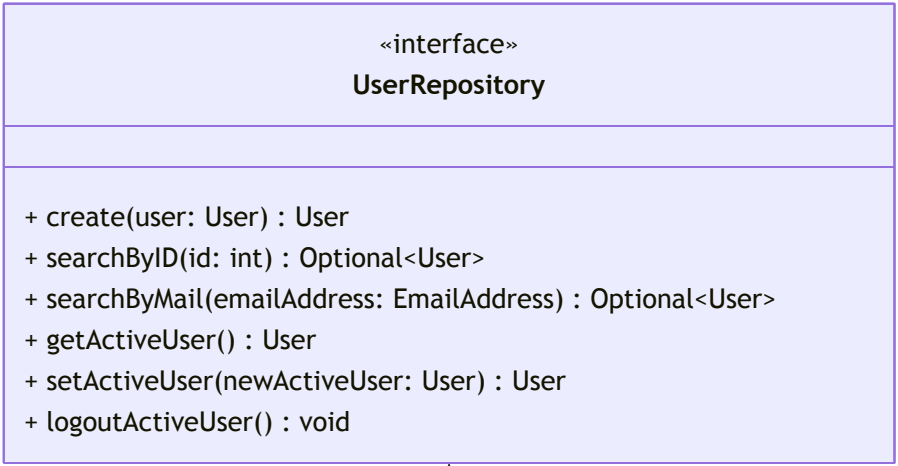 «interface»
UserRepository
+ create(user: User) : User
+ searchByID(id: int) : Optional<User>
+ searchByMail(emailAddress: EmailAddress) : Optional<User>
+ getActiveUser() : User
+ setActiveUser(newActiveUser: User) : User
+ logoutActiveUser() : void